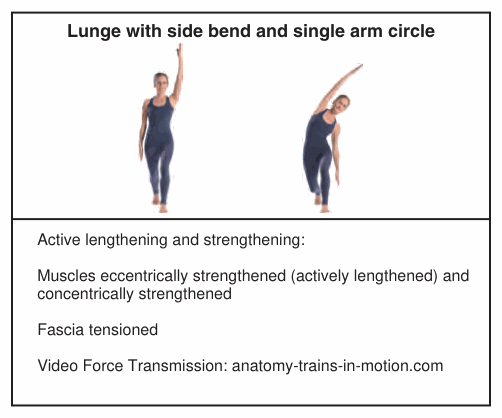 Lunge with side bend and single arm circle
Active lengthening and strengthening:
Muscles eccentrically strengthened (actively lengthened) and
concentrically strengthened
Fascia tensioned
Video Force Transmission: anatomy-trains-in-motion.com